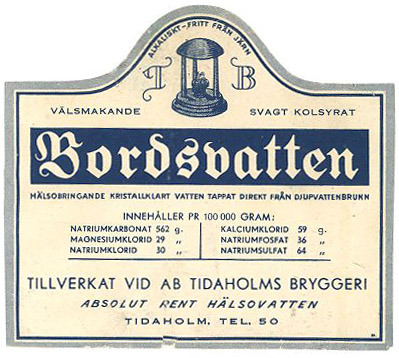 ALKALISKT-FRITT FRÅN JÄRN
T B
VÄLSMAKANDE SVAGT KOLSYRAT
Bordsvatten
HÄLSOBRINGANDE KRISTALLKLART VATTEN TAPPAT DIREKT FRÅN DJUPVATTENBRUNN
INNEHÅLLER PR 100 000 GRAM:
NATRIUMKARBONAT 562 g. KALCIUMKLORID 59 g.
MAGNESIUMKLORID 29 „ NATRIUMFOSFAT 36 „
NATRIUMKLORID 30 „ NATRIUMSULFAT 64 „
TILLVERKAT VID AB TIDAHOLMS BRYGGERI
ABSOLUT RENT HÄLSOVATTEN
TIDAHOLM, TEL. 50